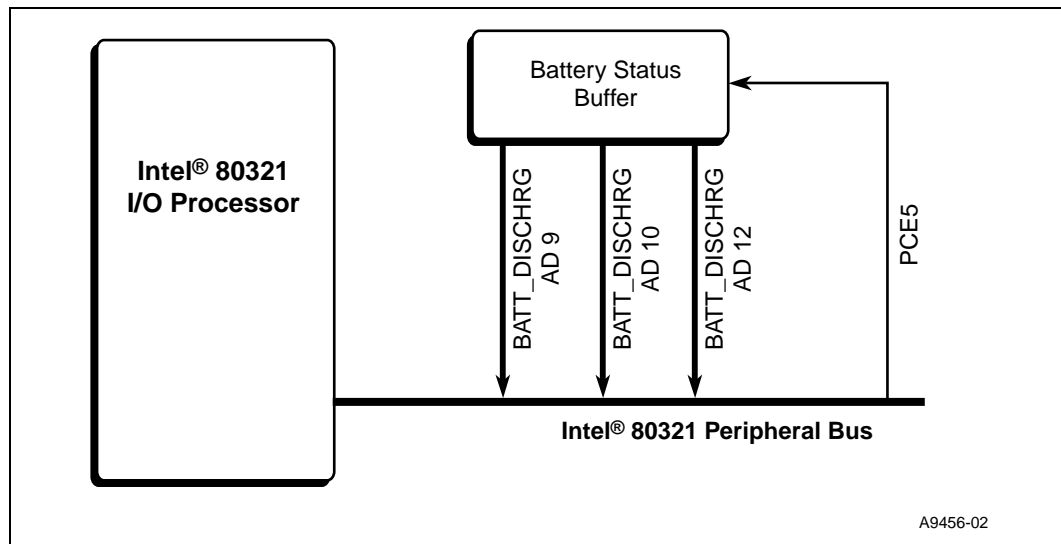 Battery Status
Buffer
Intel® 80321
I/O Processor
BATT_DISCHRG
AD 9
BATT_DISCHRG
AD 10
BATT_DISCHRG
AD 12
PCE5
Intel® 80321 Peripheral Bus
A9456-02